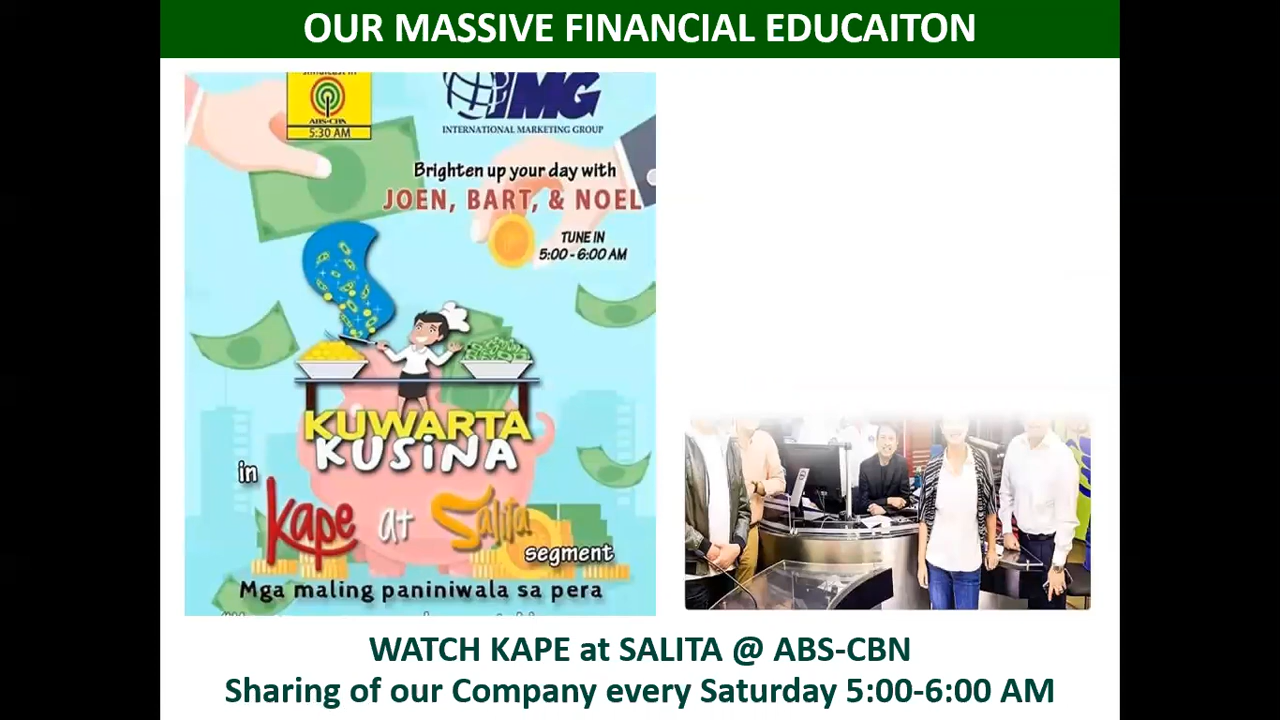 OUR MASSIVE FINANCIAL EDUCAITON
ABS-CBN
5:30 AM
IMG
INTERNATIONAL MARKETING GROUP
Brighten up your day with
JOEN, BART, & NOEL
TUNE IN
5:00 - 6:00 AM
KUWARTA
KUSiNA
in
Kape at Salita
segment
Mga maling paniniwala sa pera
WATCH KAPE at SALITA @ ABS-CBN
Sharing of our Company every Saturday 5:00-6:00 AM